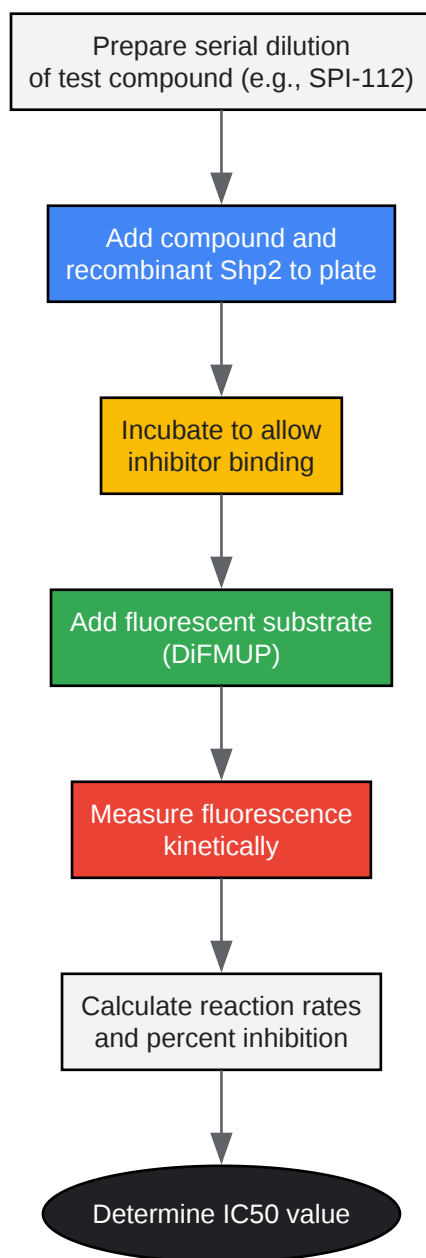 Prepare serial dilution
of test compound (e.g., SPI-112)
Add compound and
recombinant Shp2 to plate
Incubate to allow
inhibitor binding
Add fluorescent substrate
(DiFMUP)
Measure fluorescence
kinetically
Calculate reaction rates
and percent inhibition
Determine IC50 value